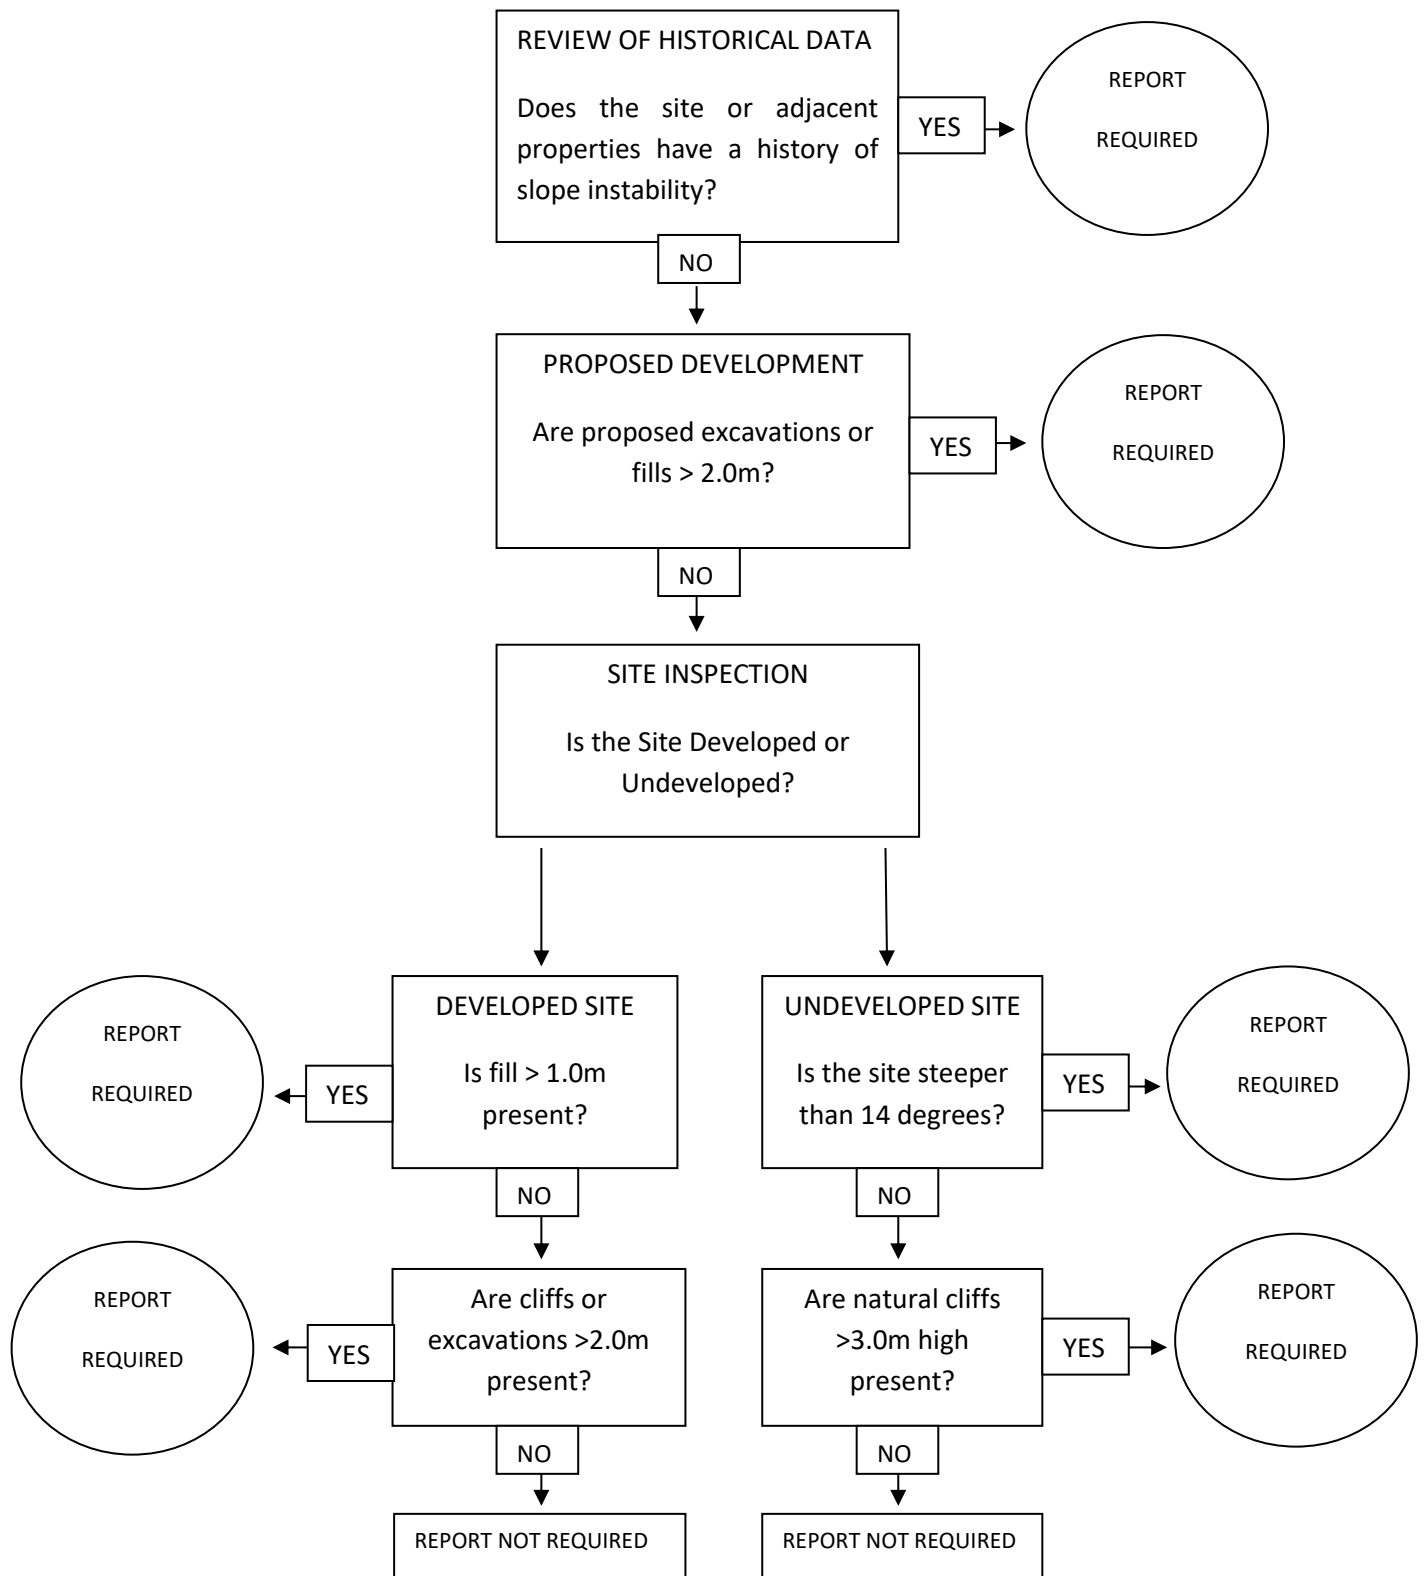 REVIEW OF HISTORICAL DATA
Does the site or adjacent
properties have a history of
slope instability?
YES
REPORT
REQUIRED
NO
PROPOSED DEVELOPMENT
Are proposed excavations or
fills > 2.0m?
YES
REPORT
REQUIRED
NO
SITE INSPECTION
Is the Site Developed or
Undeveloped?
DEVELOPED SITE
Is fill > 1.0m
present?
YES
REPORT
REQUIRED
NO
Are cliffs or
excavations >2.0m
present?
YES
REPORT
REQUIRED
NO
REPORT NOT REQUIRED
UNDEVELOPED SITE
Is the site steeper
than 14 degrees?
YES
REPORT
REQUIRED
NO
Are natural cliffs
>3.0m high
present?
YES
REPORT
REQUIRED
NO
REPORT NOT REQUIRED